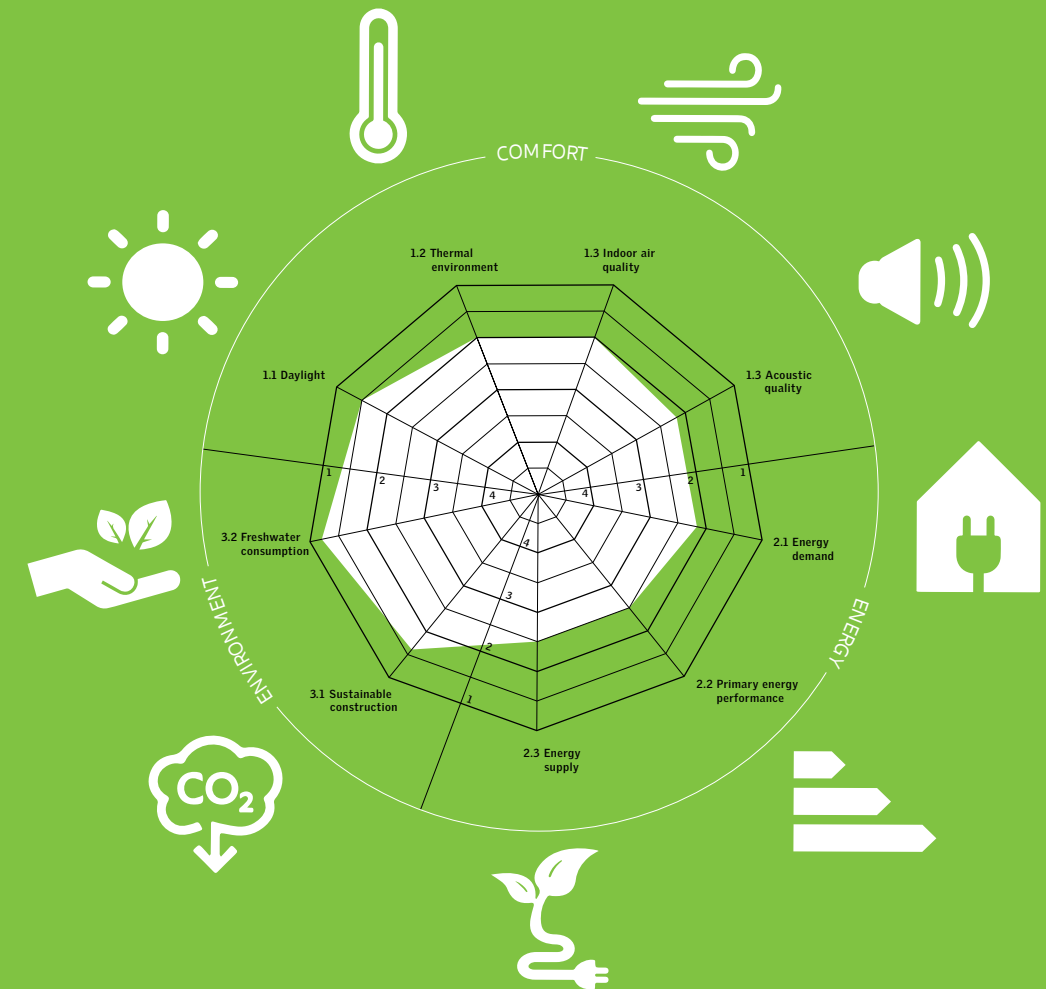 COMFORT
1.2 Thermal
environment
1.3 Indoor air
quality
1.1 Daylight
1.3 Acoustic
quality
1
2
3
4
4
3
2
1
3.2 Freshwater
consumption
2.1 Energy
demand
4
3
2
1
ENVIRONMENT
ENERGY
3.1 Sustainable
construction
2.2 Primary energy
performance
2.3 Energy
supply
CO2